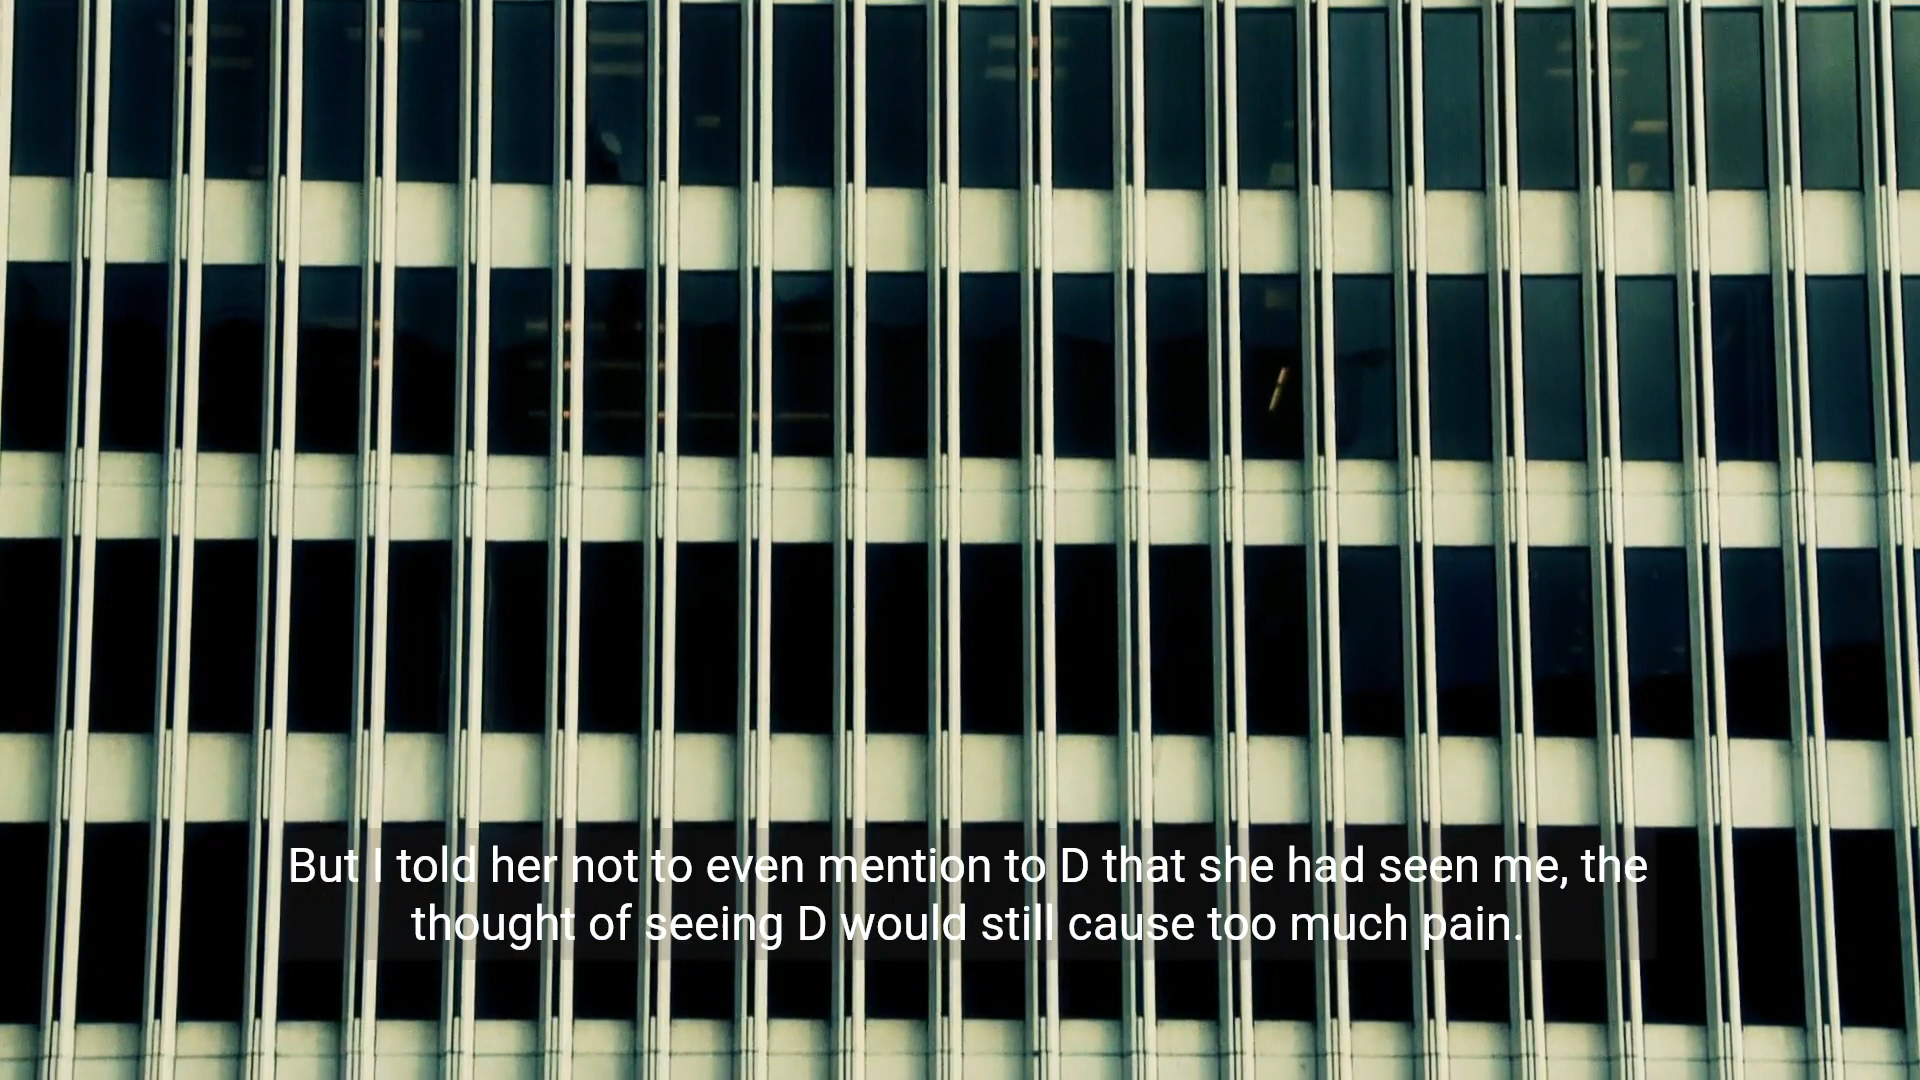 But I told her not to even mention to D that she had seen me, the
thought of seeing D would still cause too much pain.